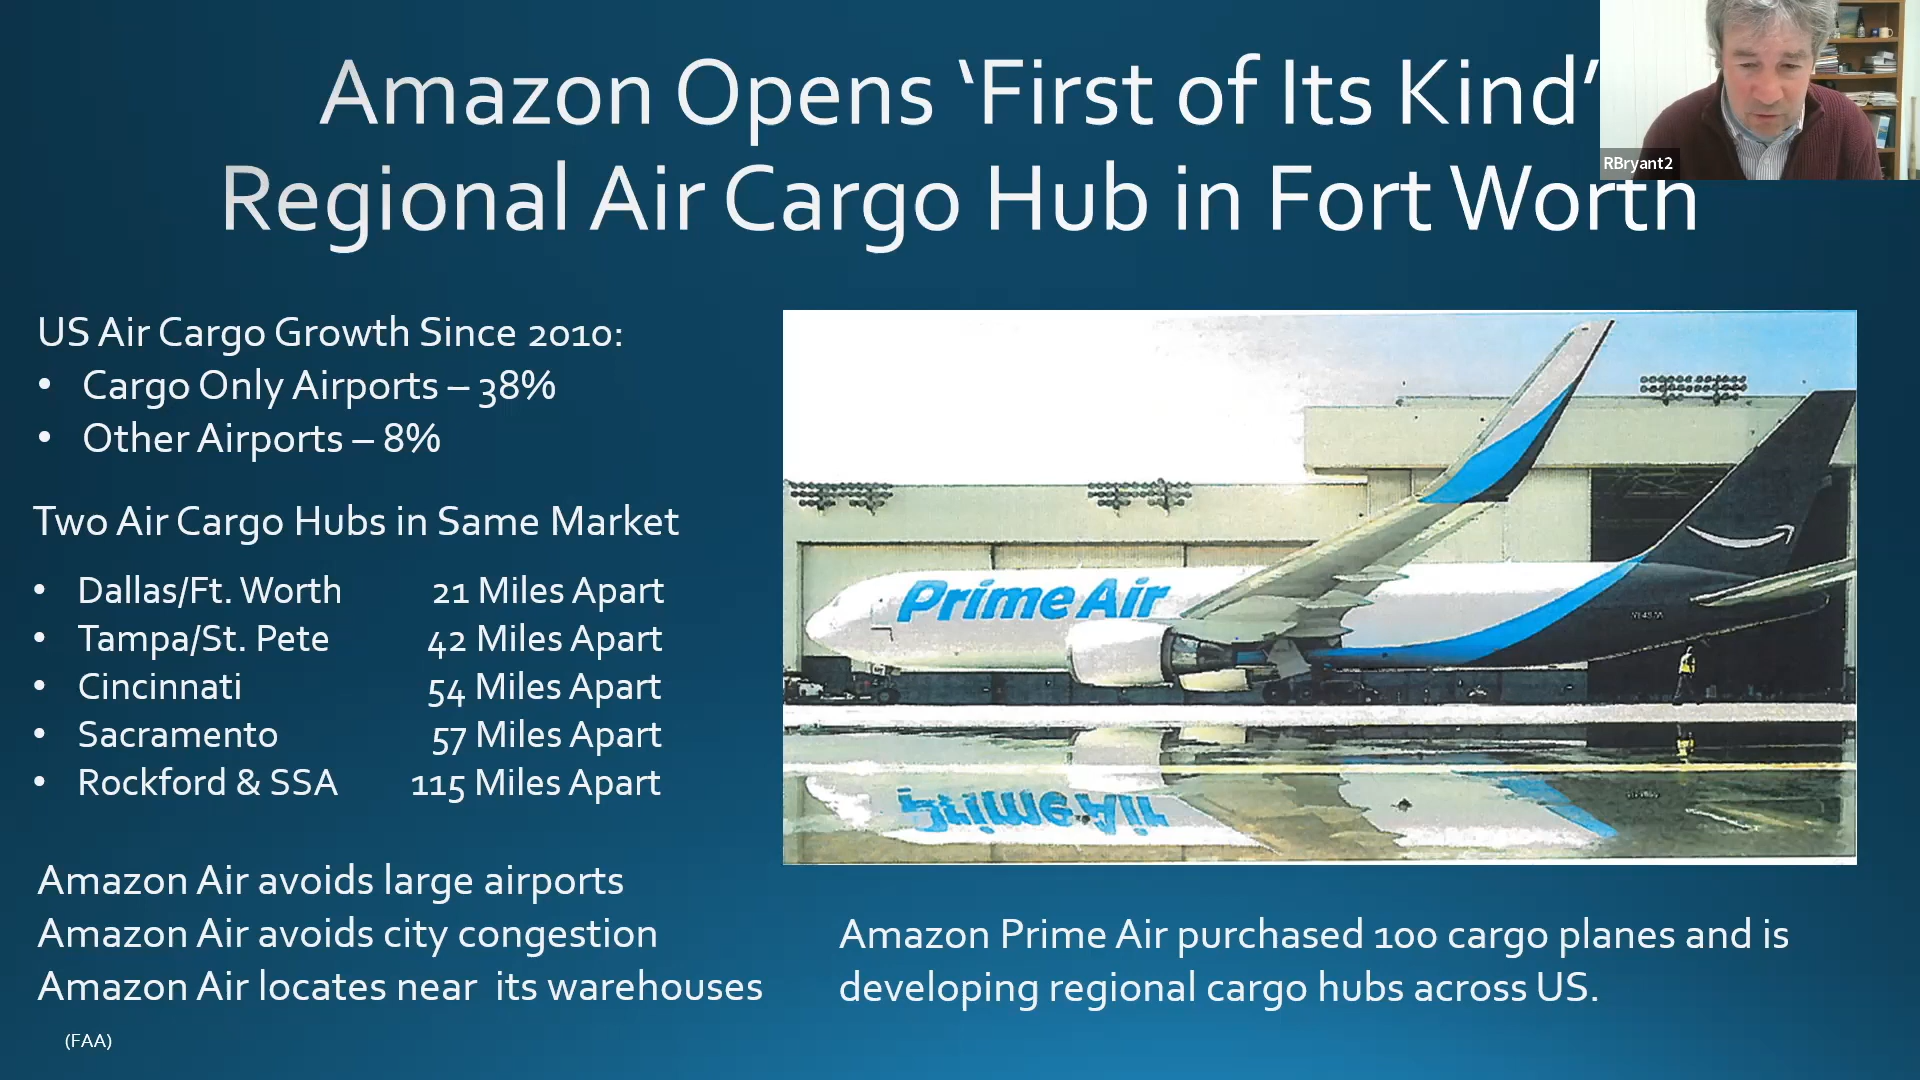 Amazon Opens ‘First of Its Kind’
Regional Air Cargo Hub in Fort Worth
RBryant2
US Air Cargo Growth Since 2010:
• Cargo Only Airports – 38%
• Other Airports – 8%
Two Air Cargo Hubs in Same Market
• Dallas/Ft. Worth 21 Miles Apart
• Tampa/St. Pete 42 Miles Apart
• Cincinnati 54 Miles Apart
• Sacramento 57 Miles Apart
• Rockford & SSA 115 Miles Apart
Amazon Air avoids large airports
Amazon Air avoids city congestion
Amazon Air locates near its warehouses
(FAA)
Prime Air
Prime Air
Amazon Prime Air purchased 100 cargo planes and is
developing regional cargo hubs across US.